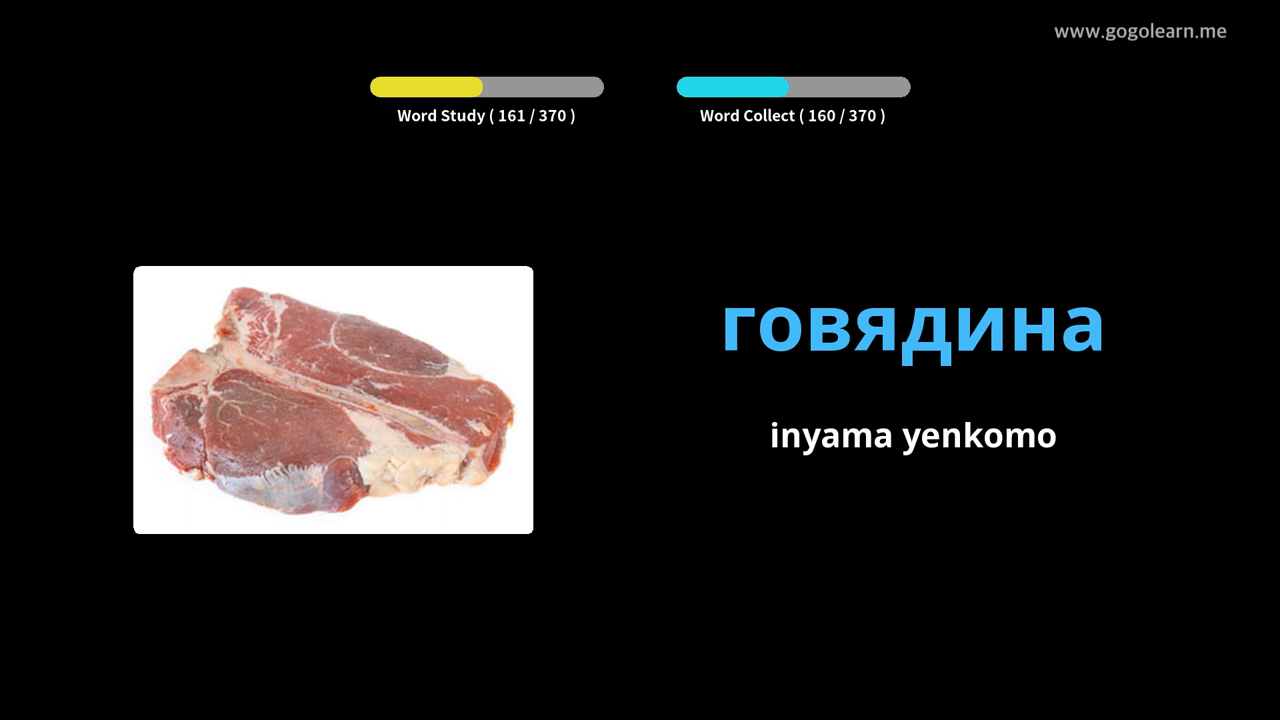 www.gogolearn.me
Word Study ( 161 / 370 )
Word Collect ( 160 / 370 )
говядина
inyama yenkomo